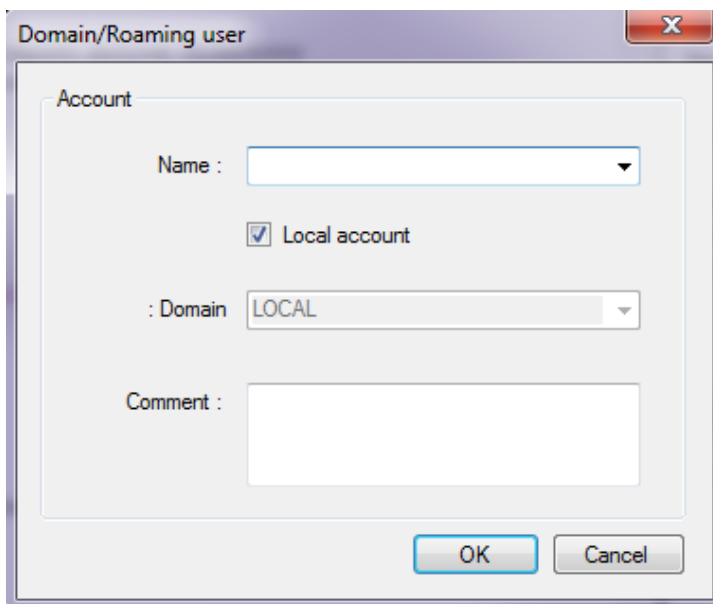 Domain/Roaming user
Account
Name :
Local account
: Domain
LOCAL
Comment :
OK
Cancel